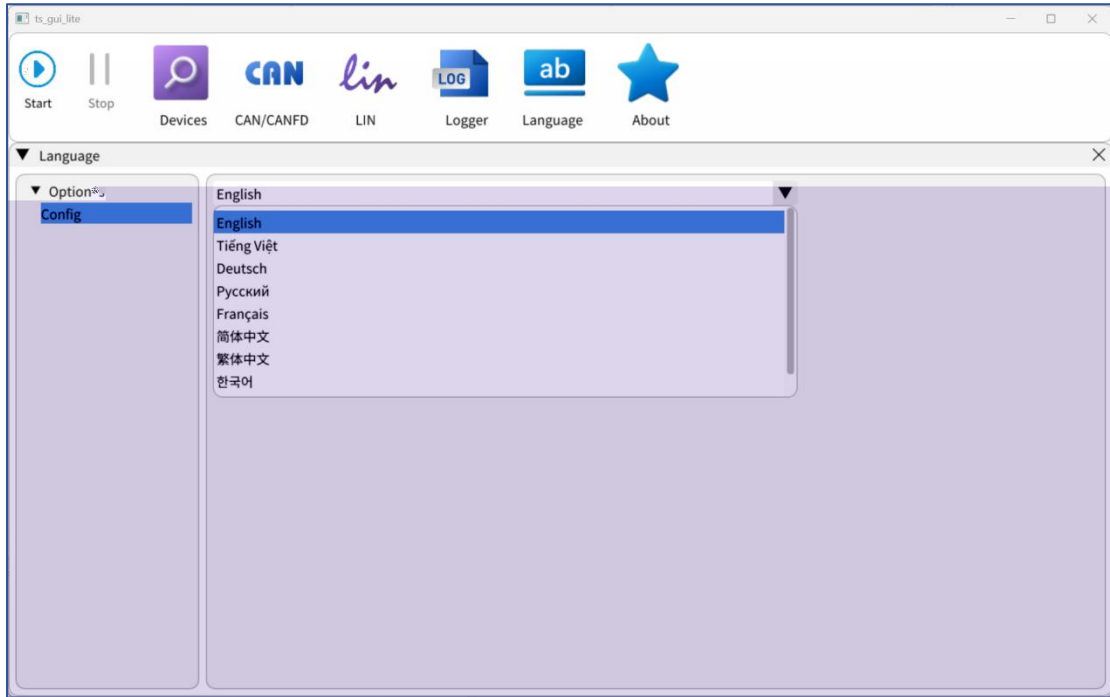 ts_gui_lite
Start
Stop
Devices
CAN
CAN/CANFD
lin
LIN
LOG
Logger
ab
Language
About
Language
English
Config
English
Tiếng Việt
Deutsch
Русский
Français
简体中文
繁体中文
한국어